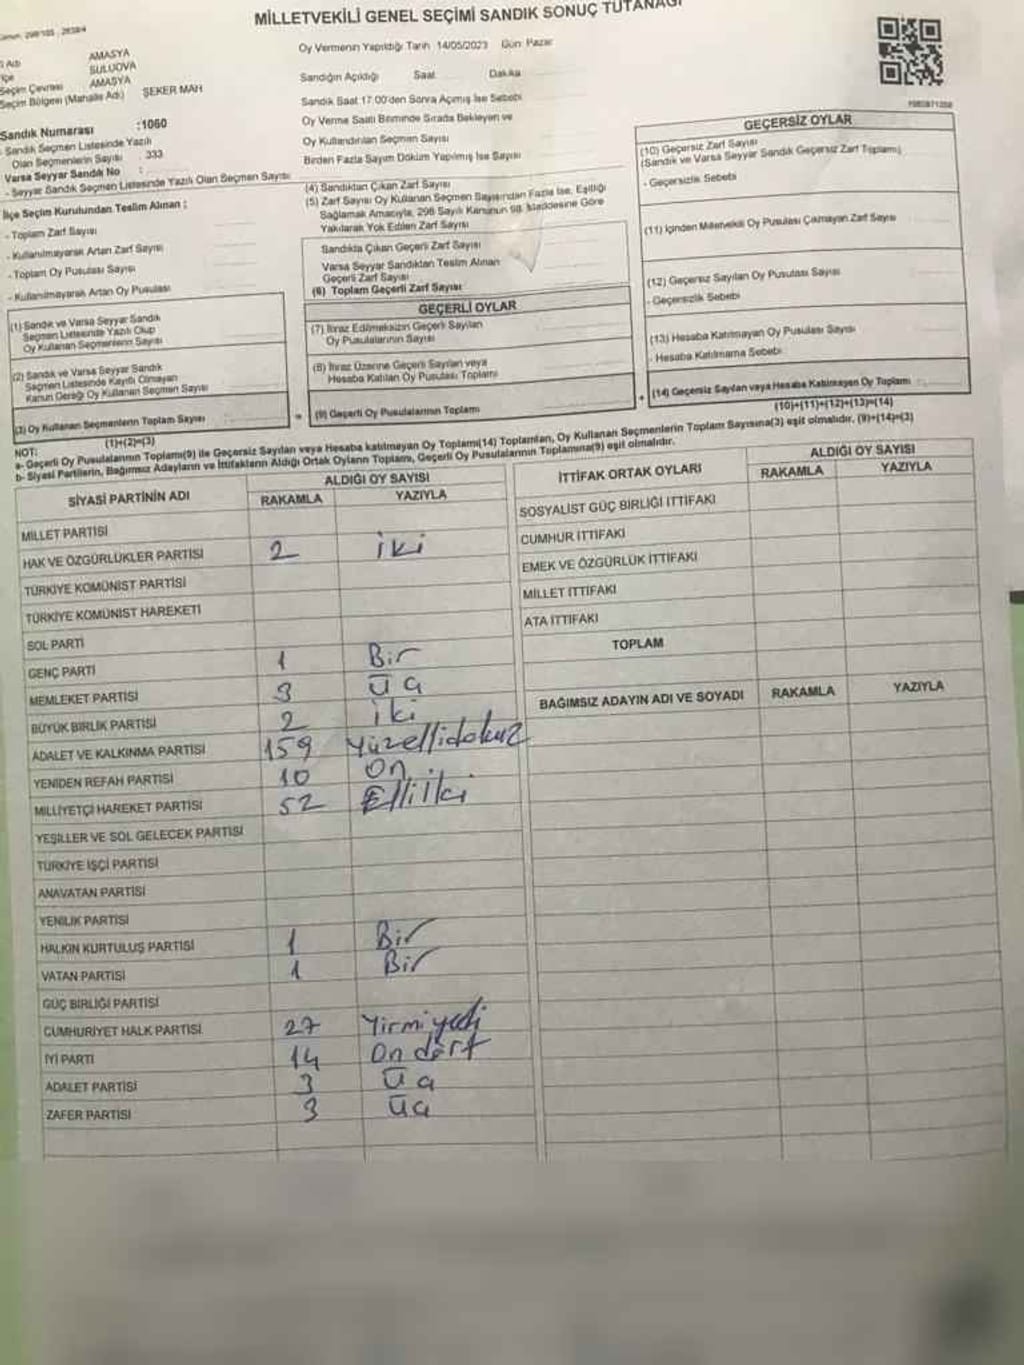 MİLLETVEKİLİ GENEL SEÇİMİ SANDIK SONUÇ TUTANAĞI
AMASYA
SULUOVA
Seçim Çevresi AMASYA
Seçim Bölgesi (Mahalle Adı) ŞEKER MAH
Sandık Numarası :1060
- Sandık Seçmen Listesinde Yazılı
Olan Seçmenlerin Sayısı : 333
Varsa Seyyar Sandık No :
- Seyyar Sandık Seçmen Listesinde Yazılı Olan Seçmen Sayısı
İlçe Seçim Kurulundan Teslim Alınan ;
- Toplam Zarf Sayısı
- Kullanılmayarak Artan Zarf Sayısı
- Toplam Oy Pusulası Sayısı
- Kullanılmayarak Artan Oy Pusulası
(1) Sandık ve Varsa Seyyar Sandık
Seçmen Listesinde Yazılı Olup
Oy Kullanan Seçmenlerin Sayısı
(2) Sandık ve Varsa Seyyar Sandık
Seçmen Listesinde Kayıtlı Olmayan
Kanun Gereği Oy Kullanan Seçmen Sayısı
(3) Oy Kullanan Seçmenlerin Toplam Sayısı
(1)+(2)=(3)
Oy Vermenin Yapıldığı Tarih 14/05/2023 Gün Pazar
Sandığın Açıldığı Saat Dakika
Sandık Saat 17:00'den Sonra Açılmış İse Sebebi
Oy Verme Saati Bitiminde Sırada Bekleyen ve
Oy Kullandırılan Seçmen Sayısı
Birden Fazla Sayım Döküm Yapılmış İse Sayısı
(4) Sandıktan Çıkan Zarf Sayısı
(5) Zarf Sayısı Oy Kullanan Seçmen Sayısından Fazla İse, Eşitliği
Sağlamak Amacıyla, 298 Sayılı Kanunun 98. Maddesine Göre
Yakılarak Yok Edilen Zarf Sayısı
Sandıkta Çıkan Geçerli Zarf Sayısı
Varsa Seyyar Sandıktan Teslim Alınan
Geçerli Zarf Sayısı
(6) Toplam Geçerli Zarf Sayısı
GEÇERLİ OYLAR
(7) İtiraz Edilmeksizin Geçerli Sayılan
Oy Pusulalarının Sayısı
(8) İtiraz Üzerine Geçerli Sayılan veya
Hesaba Katılan Oy Pusulası Toplamı
(9) Geçerli Oy Pusulalarının Toplamı
GEÇERSİZ OYLAR
(10) Geçersiz Zarf Sayısı
(Sandık ve Varsa Seyyar Sandık Geçersiz Zarf Toplamı)
- Geçersizlik Sebebi
(11) İçinden Milletvekili Oy Pusulası Çıkmayan Zarf Sayısı
(12) Geçersiz Sayılan Oy Pusulası Sayısı
- Geçersizlik Sebebi
(13) Hesaba Katılmayan Oy Pusulası Sayısı
- Hesaba Katılmama Sebebi
(14) Geçersiz Sayılan veya Hesaba Katılmayan Oy Toplamı
(10)+(11)+(12)+(13)=(14)
NOT:
a- Geçerli Oy Pusulalarının Toplamı(9) ile Geçersiz Sayılan veya Hesaba katılmayan Oy Toplamı(14) Toplamları, Oy Kullanan Seçmenlerin Toplam Sayısına(3) eşit olmalıdır. (9)+(14)=(3)
b- Siyasi Partilerin, Bağımsız Adayların ve İttifakların Aldığı Ortak Oyların Toplamı, Geçerli Oy Pusulalarının Toplamına(9) eşit olmalıdır.
SİYASİ PARTİNİN ADI ALDIĞI OY SAYISI
RAKAMLA YAZIYLA
MİLLET PARTİSİ
HAK VE ÖZGÜRLÜKLER PARTİSİ 2 iki
TÜRKİYE KOMÜNİST PARTİSİ
TÜRKİYE KOMÜNİST HAREKETİ
SOL PARTİ
GENÇ PARTİ 1 Bir
MEMLEKET PARTİSİ 3 Üç
BÜYÜK BİRLİK PARTİSİ 2 iki
ADALET VE KALKINMA PARTİSİ 159 Yüzellidokuz
YENİDEN REFAH PARTİSİ 10 On
MİLLİYETÇİ HAREKET PARTİSİ 52 Elliiki
YEŞİLLER VE SOL GELECEK PARTİSİ
TÜRKİYE İŞÇİ PARTİSİ
ANAVATAN PARTİSİ
YENİLİK PARTİSİ
HALKIN KURTULUŞ PARTİSİ 1 Bir
VATAN PARTİSİ 1 Bir
GÜÇ BİRLİĞİ PARTİSİ
CUMHURİYET HALK PARTİSİ 27 Yirmiyedi
İYİ PARTİ 14 On dört
ADALET PARTİSİ 3 Üç
ZAFER PARTİSİ 3 Üç
İTTİFAK ORTAK OYLARI ALDIĞI OY SAYISI
RAKAMLA YAZIYLA
SOSYALİST GÜÇ BİRLİĞİ İTTİFAKI
CUMHUR İTTİFAKI
EMEK VE ÖZGÜRLÜK İTTİFAKI
MİLLET İTTİFAKI
ATA İTTİFAKI
TOPLAM
BAĞIMSIZ ADAYIN ADI VE SOYADI RAKAMLA YAZIYLA